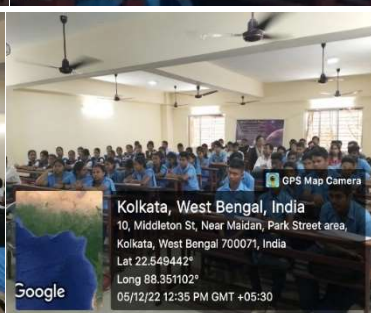 GPS Map Camera
Kolkata, West Bengal, India
10, Middleton St, Near Maidan, Park Street area,
Kolkata, West Bengal 700071, India
Lat 22.549442°
Long 88.351102°
05/12/22 12:35 PM GMT +05:30
Google